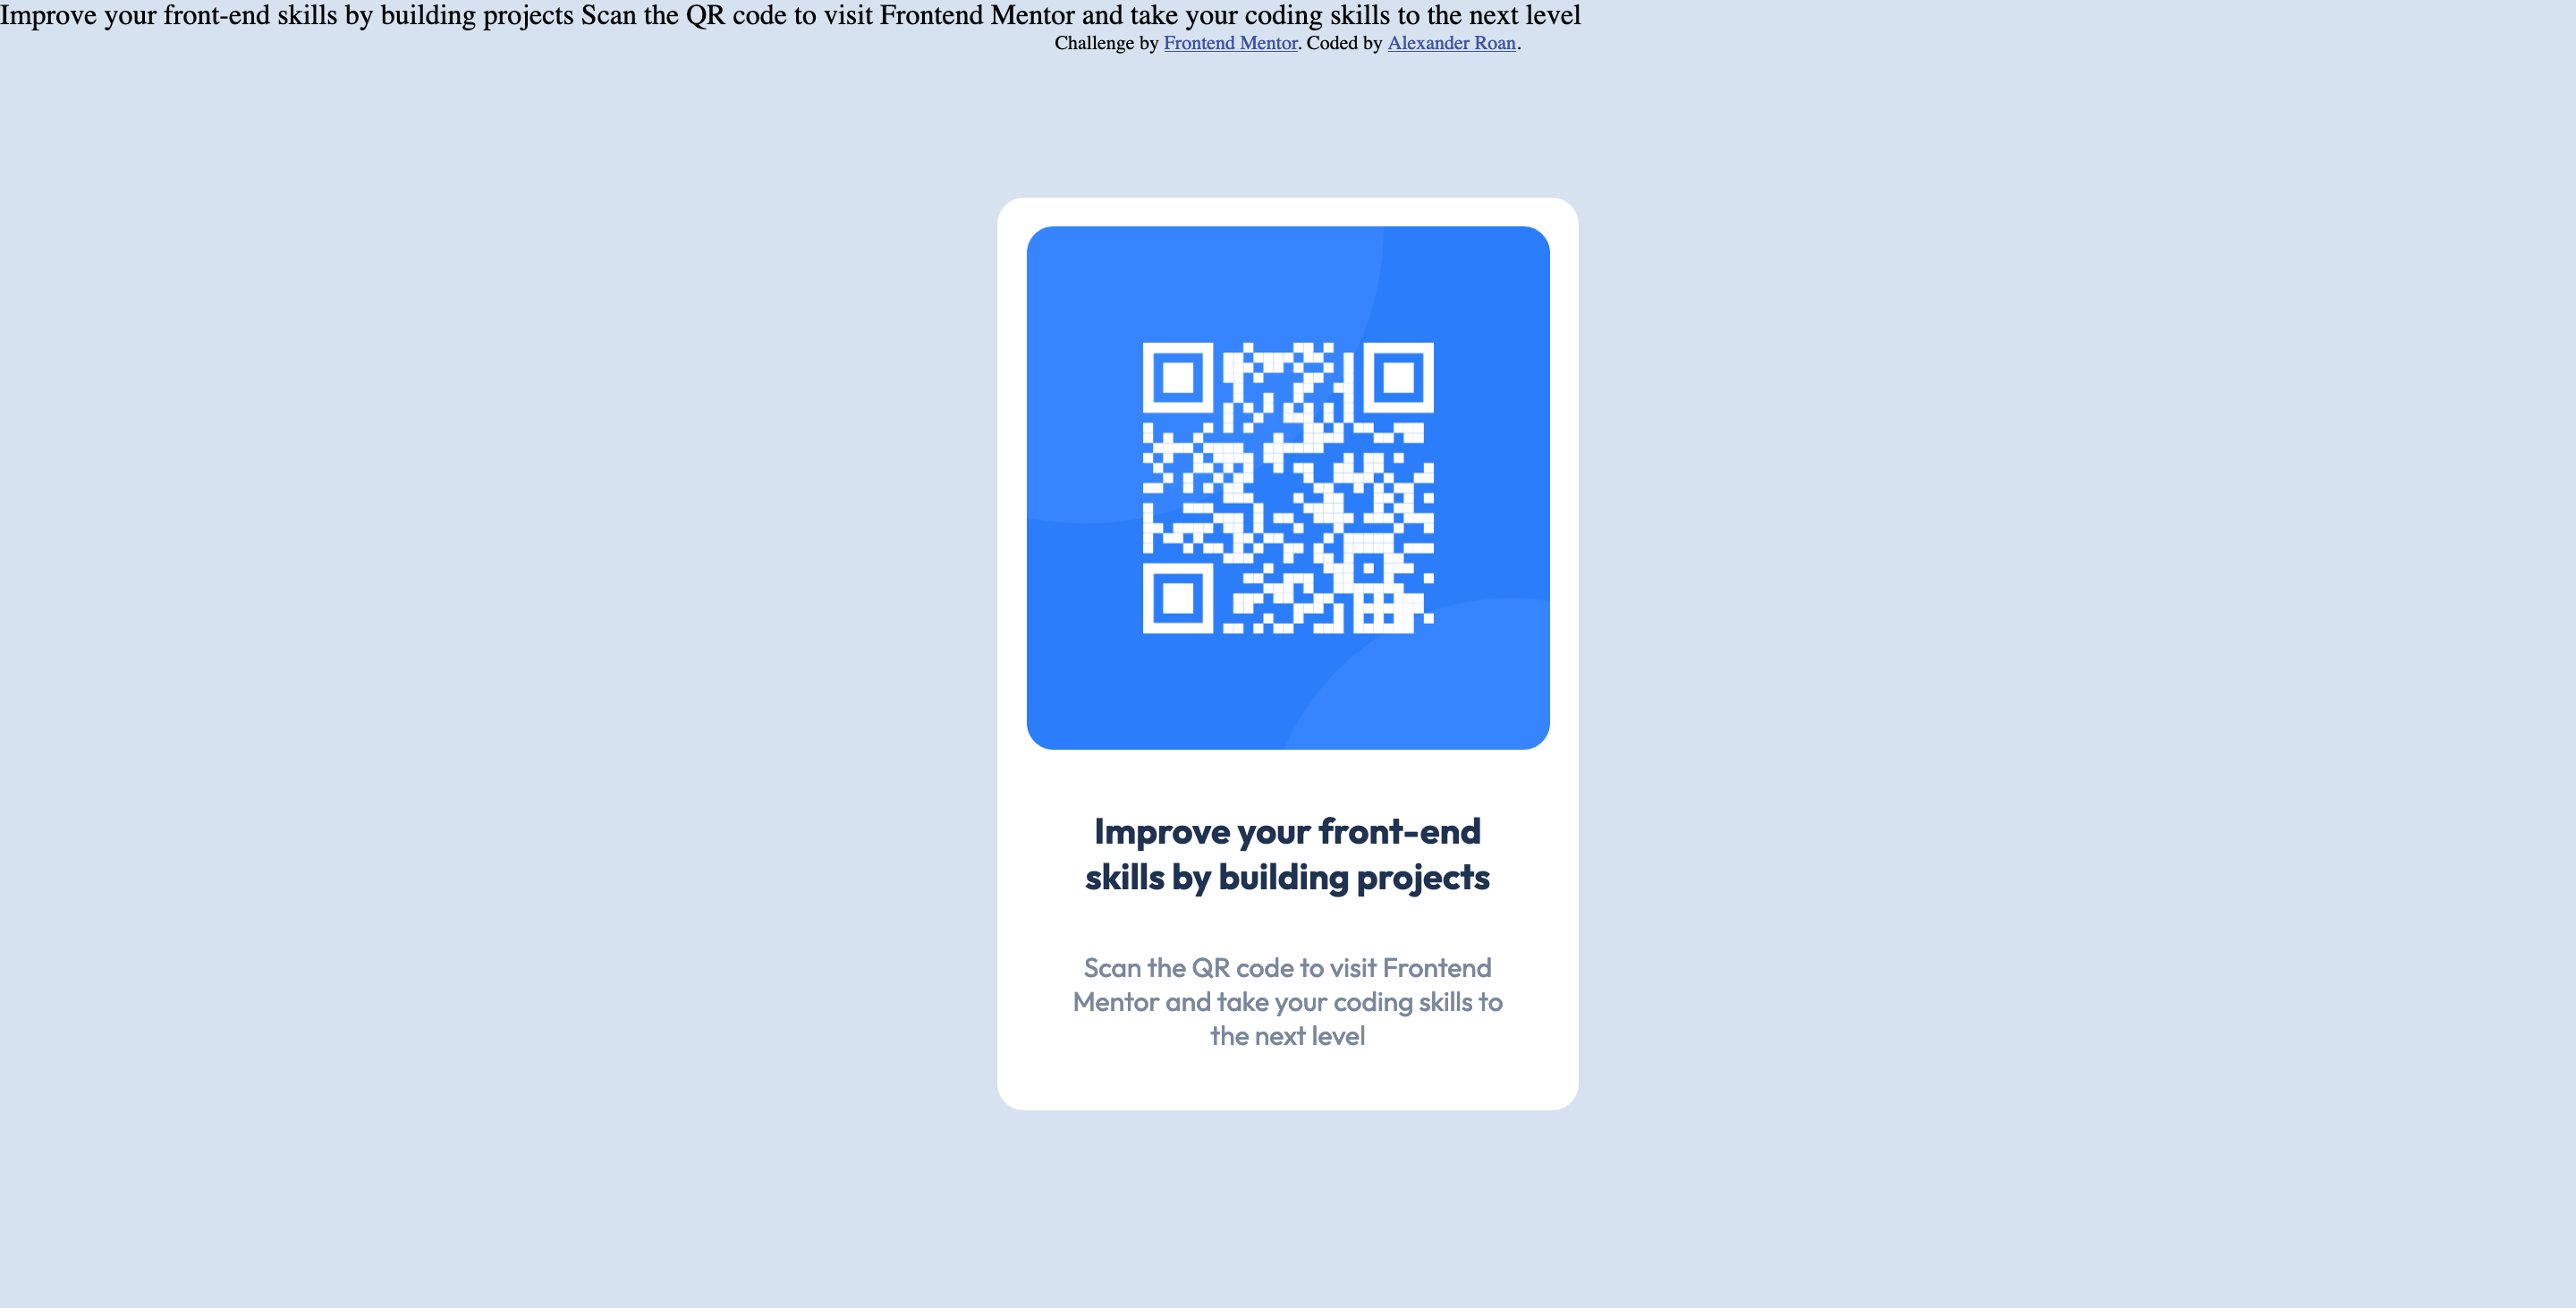 Improve your front-end skills by building projects Scan the QR code to visit Frontend Mentor and take your coding skills to the next level
Challenge by Frontend Mentor. Coded by Alexander Roan.
Improve your front-end
skills by building projects
Scan the QR code to visit Frontend
Mentor and take your coding skills to
the next level